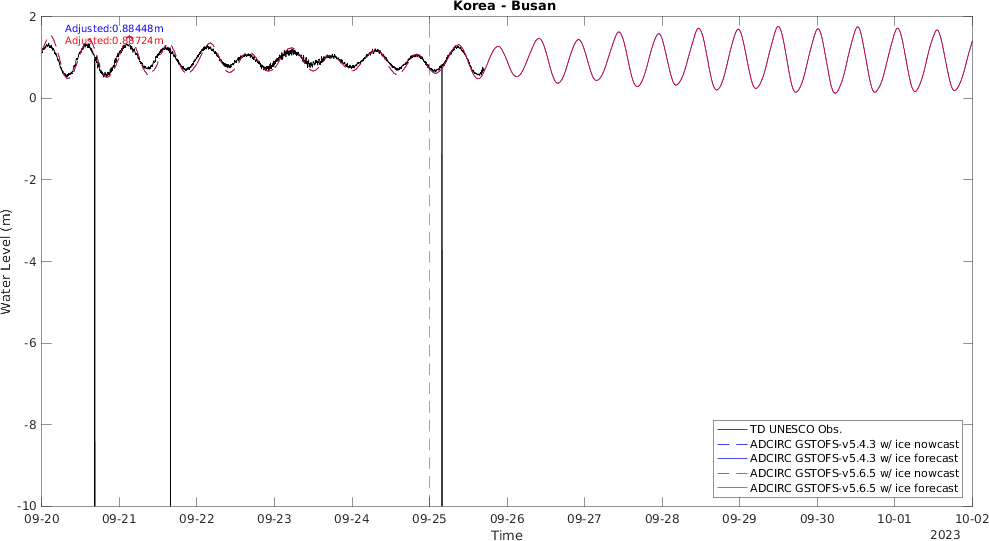 Korea - Busan
Adjusted:0.88448m
Adjusted:0.88724m
Water Level (m)
2
0
-2
-4
-6
-8
-10
TD UNESCO Obs.
ADCIRC GSTOFS-v5.4.3 w/ ice nowcast
ADCIRC GSTOFS-v5.4.3 w/ ice forecast
ADCIRC GSTOFS-v5.6.5 w/ ice nowcast
ADCIRC GSTOFS-v5.6.5 w/ ice forecast
09-20 09-21 09-22 09-23 09-24 09-25 09-26 09-27 09-28 09-29 09-30 10-01 10-02
Time
2023